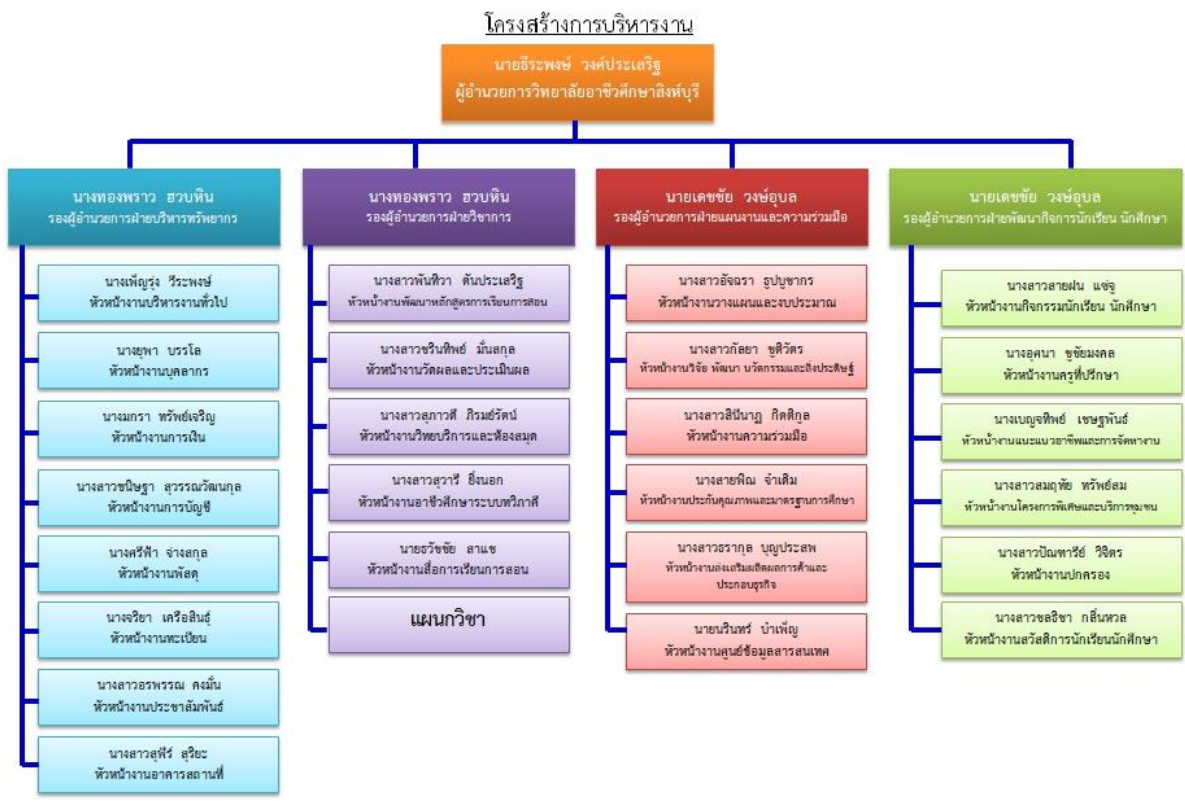 โครงสร้างการบริหารงาน
นายธีระพงษ์ วงศ์ประเสริฐ
ผู้อำนวยการวิทยาลัยอาชีวศึกษาสิงห์บุรี
นางทองพราว ฮวบหิน
รองผู้อำนวยการฝ่ายบริหารทรัพยากร
นางเพ็ญรุ่ง วีระพงษ์
หัวหน้างานบริหารงานทั่วไป
นางยุพา บรรโล
หัวหน้างานบุคลากร
นางมกรา ทรัพย์เจริญ
หัวหน้างานการเงิน
นางสาวขนิษฐา สุวรรณวัฒนกุล
หัวหน้างานการบัญชี
นางศรีฟ้า จ่างสกุล
หัวหน้างานพัสดุ
นางจริยา เครือสินธุ์
หัวหน้างานทะเบียน
นางสาวอรพรรณ คงมั่น
หัวหน้างานประชาสัมพันธ์
นางสาวสุพีร์ สุริยะ
หัวหน้างานอาคารสถานที่
นางทองพราว ฮวบหิน
รองผู้อำนวยการฝ่ายวิชาการ
นางสาวพันทิวา ตันประเสริฐ
หัวหน้างานพัฒนาหลักสูตรการเรียนการสอน
นางสาวชรินทิพย์ มั่นสกุล
หัวหน้างานวัดผลและประเมินผล
นางสาวสุภาวดี ภิรมย์รัตน์
หัวหน้างานวิทยบริการและห้องสมุด
นางสาวสุวารี ยิ่งนอก
หัวหน้างานอาชีวศึกษาระบบทวิภาคี
นายธวัชชัย ลาแซ
หัวหน้างานสื่อการเรียนการสอน
แผนกวิชา
นายเดชชัย วงษ์อุบล
รองผู้อำนวยการฝ่ายแผนงานและความร่วมมือ
นางสาวอัจฉรา ธูปบูชากร
หัวหน้างานวางแผนและงบประมาณ
นางสาวกัลยา ชูติวัตร
หัวหน้างานวิจัย พัฒนา นวัตกรรมและสิ่งประดิษฐ์
นางสาวสินีนาฏ กิตติกูล
หัวหน้างานความร่วมมือ
นางสายพิณ จำเดิม
หัวหน้างานประกันคุณภาพและมาตรฐานการศึกษา
นางสาวธรากุล บุญประสพ
หัวหน้างานส่งเสริมผลิตผลการค้าและ
ประกอบธุรกิจ
นายนรินทร์ บำเพ็ญ
หัวหน้างานศูนย์ข้อมูลสารสนเทศ
นายเดชชัย วงษ์อุบล
รองผู้อำนวยการฝ่ายพัฒนากิจการนักเรียน นักศึกษา
นางสาวสายฝน แซ่จู
หัวหน้างานกิจกรรมนักเรียน นักศึกษา
นางอุศนา ชูชัยมงคล
หัวหน้างานครูที่ปรึกษา
นางเบญจทิพย์ เชษฐพันธ์
หัวหน้างานแนะแนวอาชีพและการจัดหางาน
นางสาวสมฤทัย ทรัพย์สม
หัวหน้างานโครงการพิเศษและบริการชุมชน
นางสาวปัณฑารีย์ วิจิตร
หัวหน้างานปกครอง
นางสาวชลธิชา กลิ่นหวล
หัวหน้างานสวัสดิการนักเรียนนักศึกษา